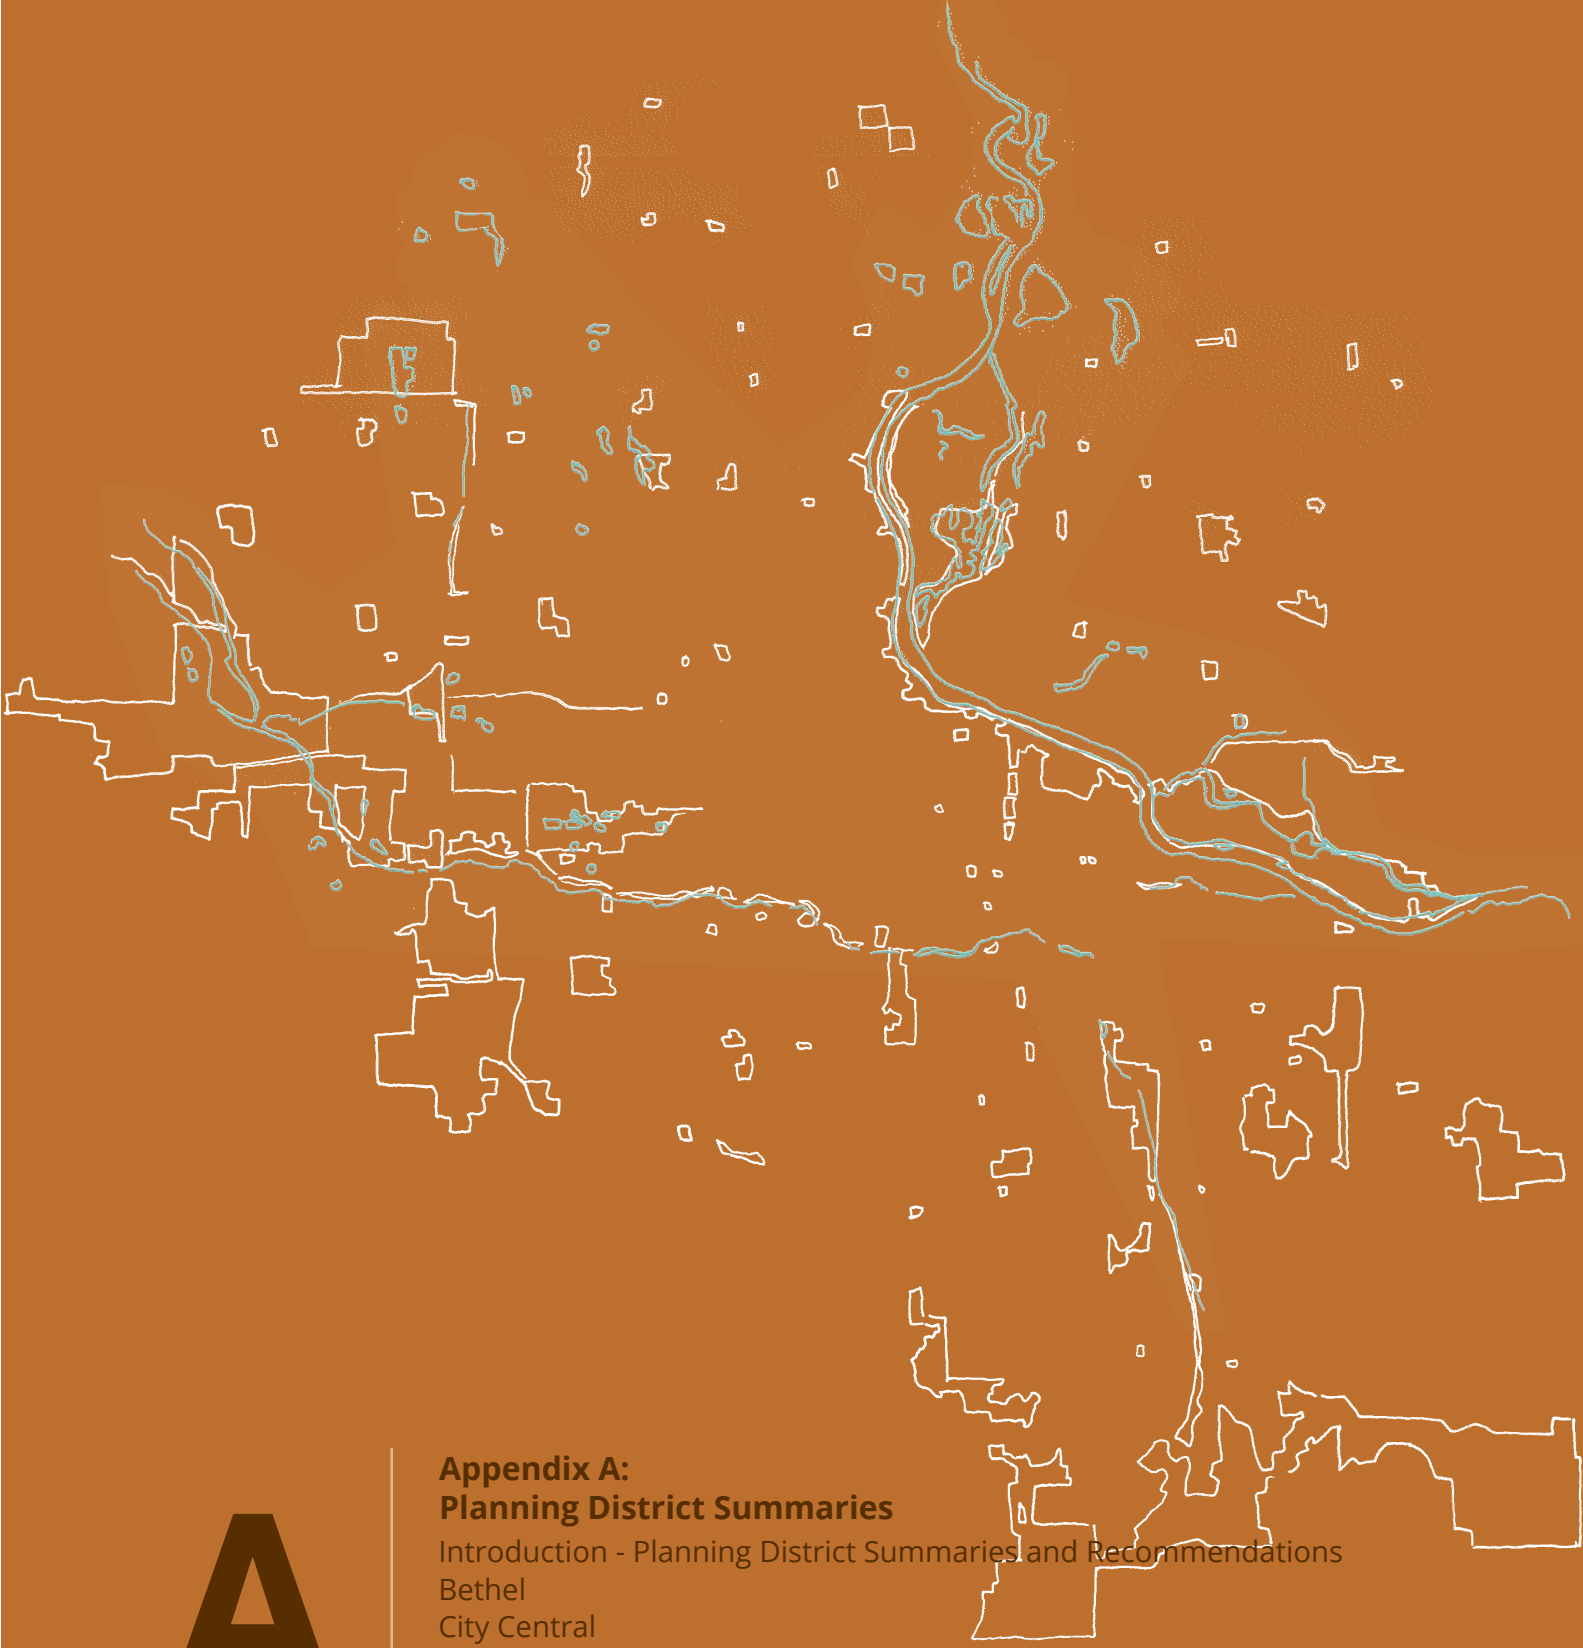 A
Appendix A:
Planning District Summaries
Introduction - Planning District Summaries and Recommendations
Bethel
City Central